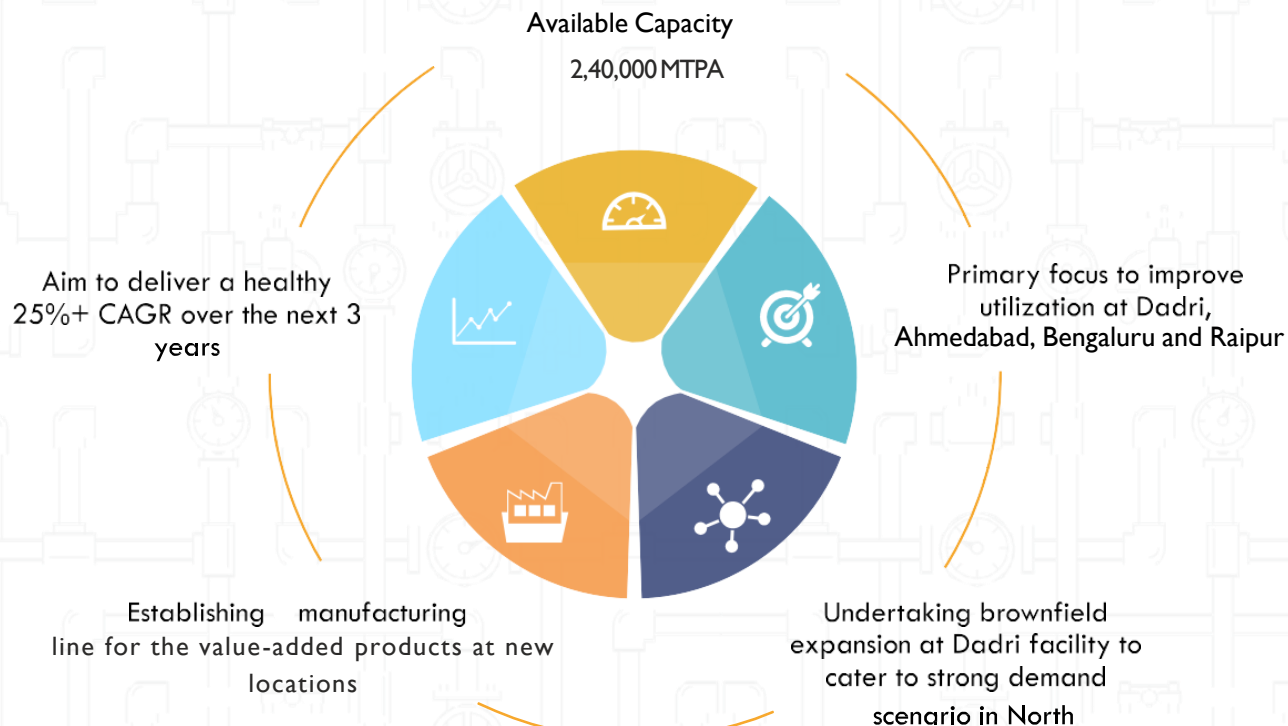 Available Capacity
2,40,000 MTPA
Aim to deliver a healthy
25%+ CAGR over the next 3
years
Primary focus to improve
utilization at Dadri,
Ahmedabad, Bengaluru and Raipur
Establishing manufacturing
line for the value-added products at new
locations
Undertaking brownfield
expansion at Dadri facility to
cater to strong demand
scenario in North